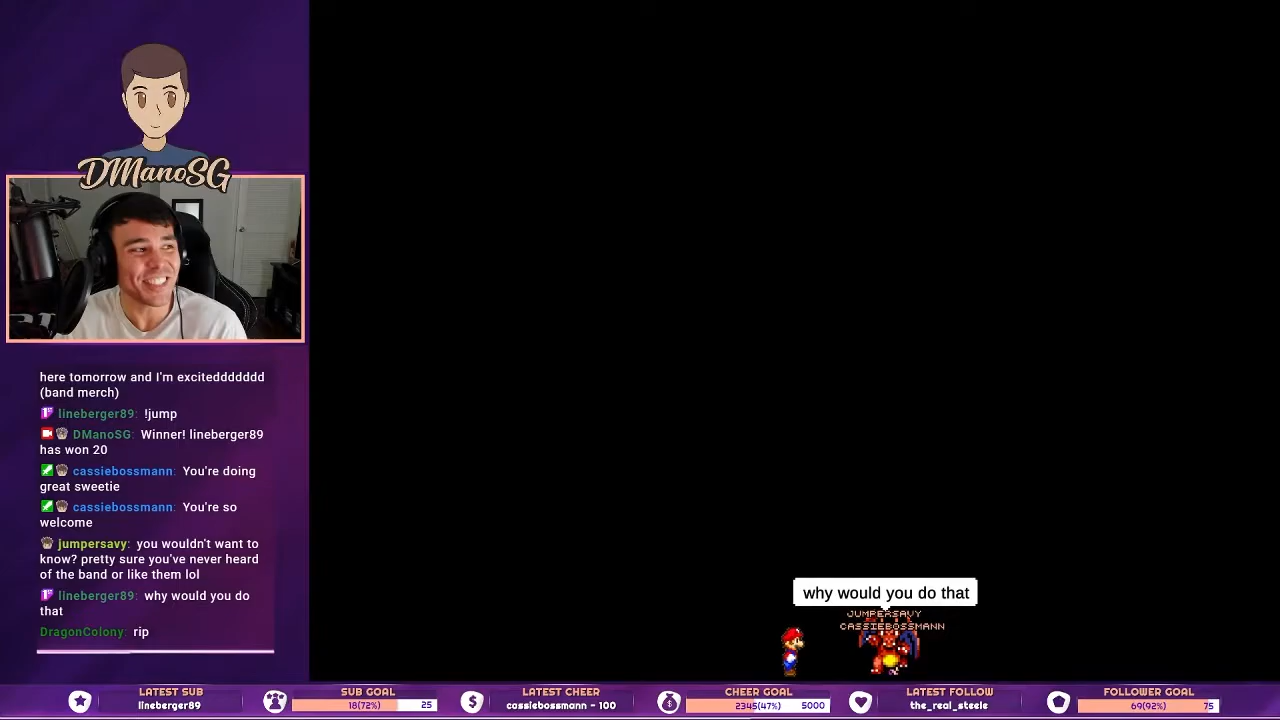 DManoSG
here tomorrow and I'm excitedddddd
(band merch)
lineberger89: !jump
DManoSG: Winner! lineberger89
has won 20
cassiebossmann: You're doing
great sweetie
cassiebossmann: You're so
welcome
jumpersavy: you wouldn't want to
know? pretty sure you've never heard
of the band or like them lol
lineberger89: why would you do
that
DragonColony: rip
why would you do that
JUMPERSAVY
CASSIEBOSSMANN
LATEST SUB
lineberger89
SUB GOAL
18(72%) 25
LATEST CHEER
cassiebossmann - 100
CHEER GOAL
2345(47%) 5000
LATEST FOLLOW
the_real_steele
FOLLOWER GOAL
69(92%) 75